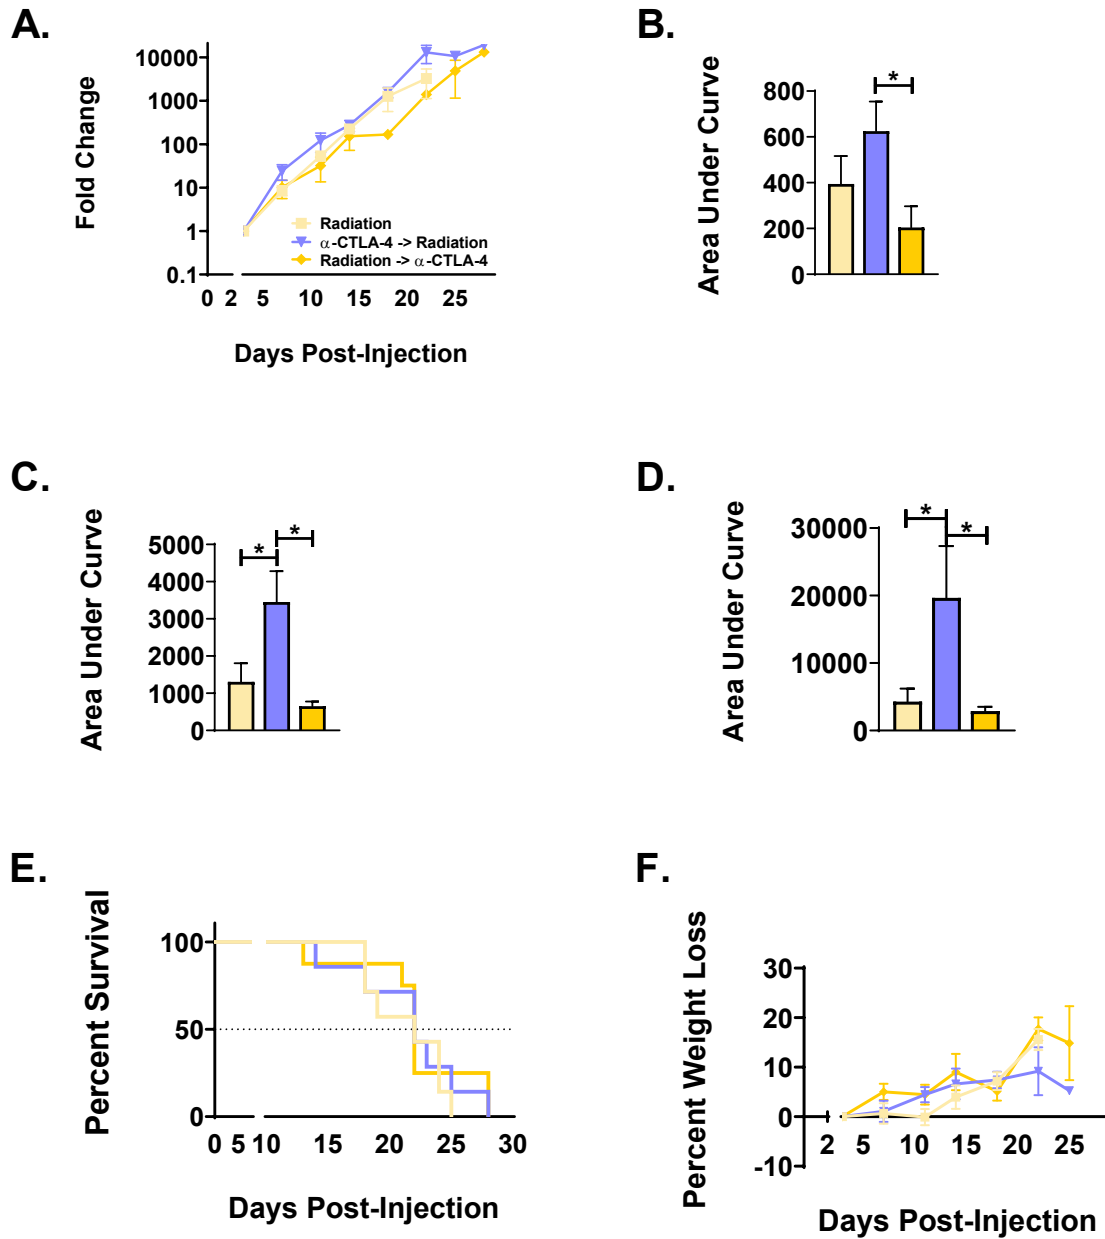 A.
Fold Change
10000
1000
100
10
1
0.1
0 2 5 10 15 20 25
Radiation
α-CTLA-4 -> Radiation
Radiation -> α-CTLA-4
Days Post-Injection
B.
Area Under Curve
800
600
400
200
0
*
C.
Area Under Curve
5000
4000
3000
2000
1000
0
*
*
D.
Area Under Curve
30000
20000
10000
0
*
*
E.
Percent Survival
100
50
0
0 5 10 15 20 25 30
Days Post-Injection
F.
Percent Weight Loss
30
20
10
0
-10
2 5 10 15 20 25
Days Post-Injection